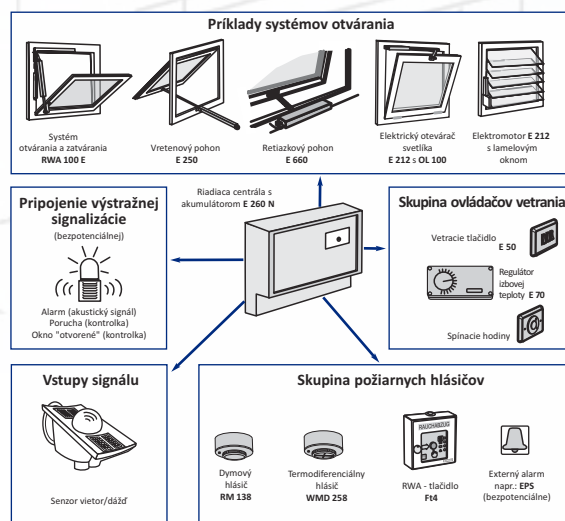 Príklady systémov otvárania
Systém
otvárania a zatvárania
RWA 100 E
Vretenový pohon
E 250
Retiazkový pohon
E 660
Elektrický otevérač
svetlíka
E 212 s OL 100
Elektromotor E 212
s lamelovým
oknom
Pripojenie výstražnej
signalizácie
(bezpotenciálnej)
Alarm (akustický signál)
Porucha (kontrolka)
Okno "otvorené" (kontrolka)
Riadiaca centrála s
akumulátorom E 260 N
Skupina ovládačov vetrania
Vetracie tlačidlo
E 50
Regulátor
izbovej
teploty E 70
Spínacie hodiny
Vstupy signálu
Senzor vietor/dážď
Skupina požiarnych hlásičov
Dymový
hlásič
RM 138
Termodiferenciálny
hlásič
WMD 258
RAUCHABZUG
RWA - tlačidlo
Ft4
Externý alarm
napr.: EPS
(bezpotenciálne)